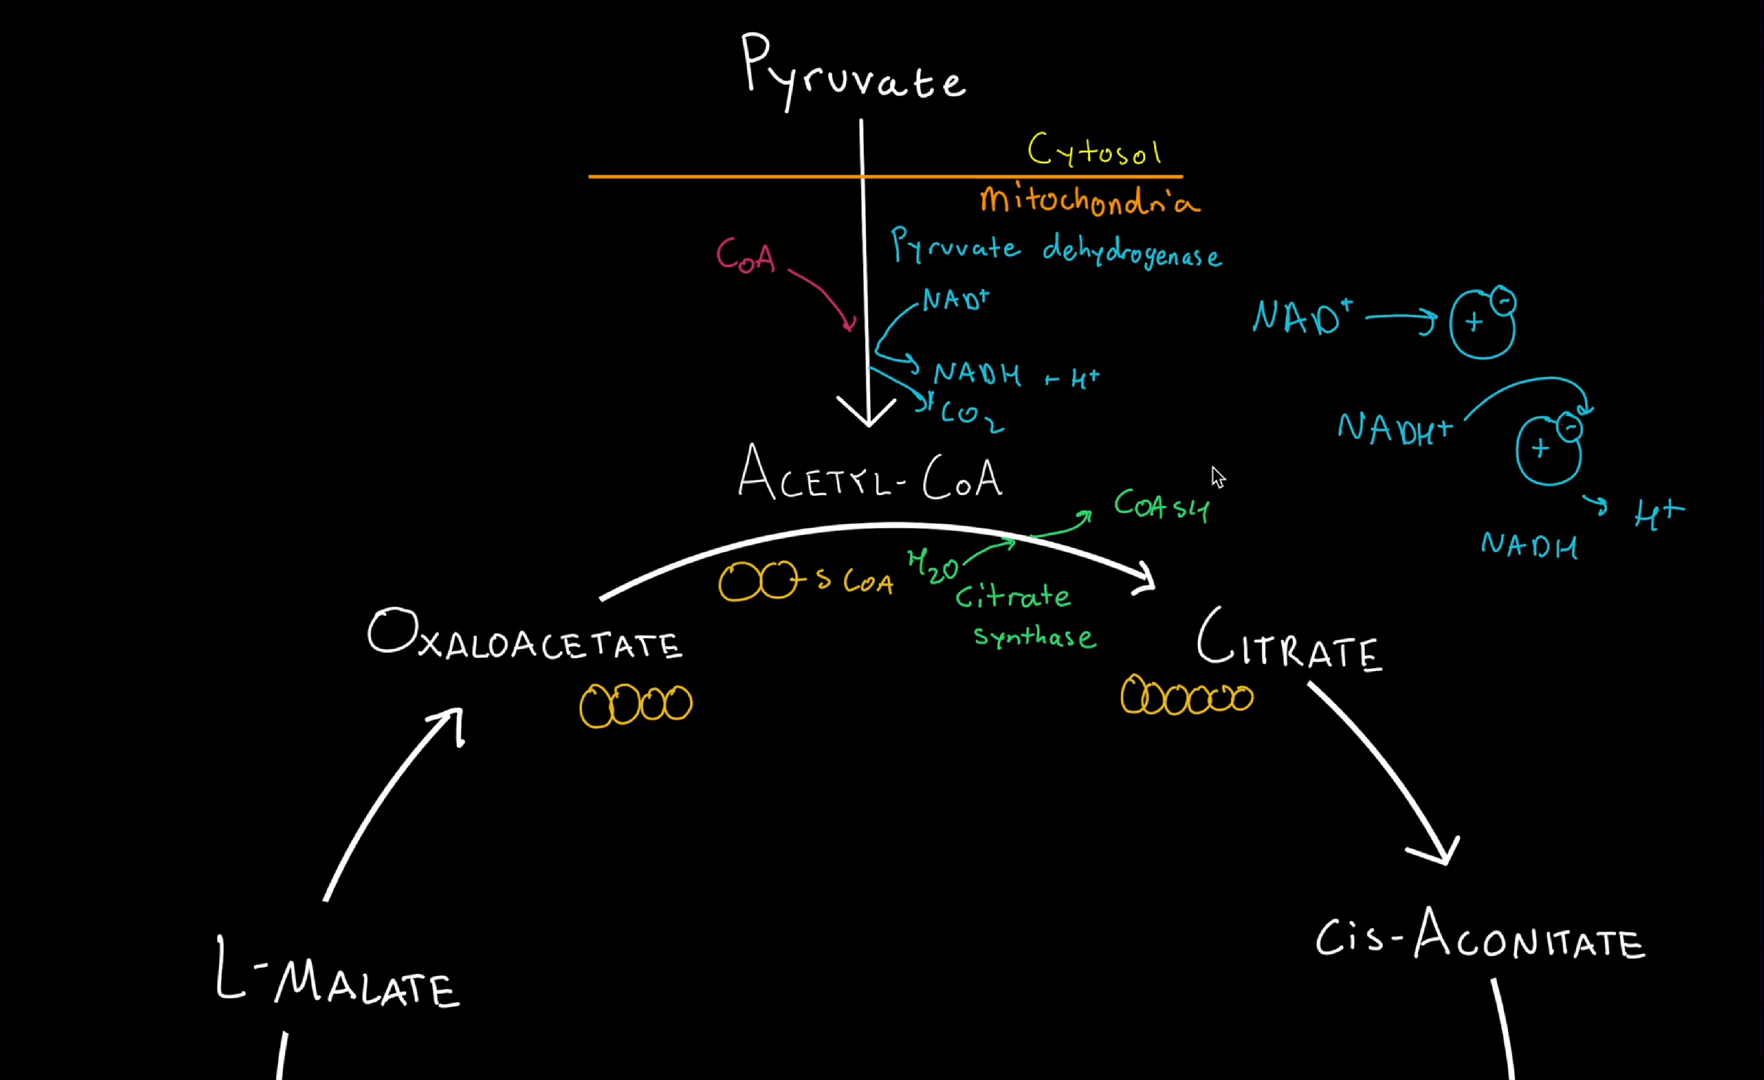 Pyruvate
Cytosol
mitochondria
Pyruvate dehydrogenase
CoA
NAD+
NADH + H+
CO2
NAD+
+
-
NADH+
+
-
H+
NADH
ACETYL-CoA
CoASH
S CoA
H2O
Citrate
synthase
OXALOACETATE
CITRATE
L-MALATE
Cis-ACONITATE